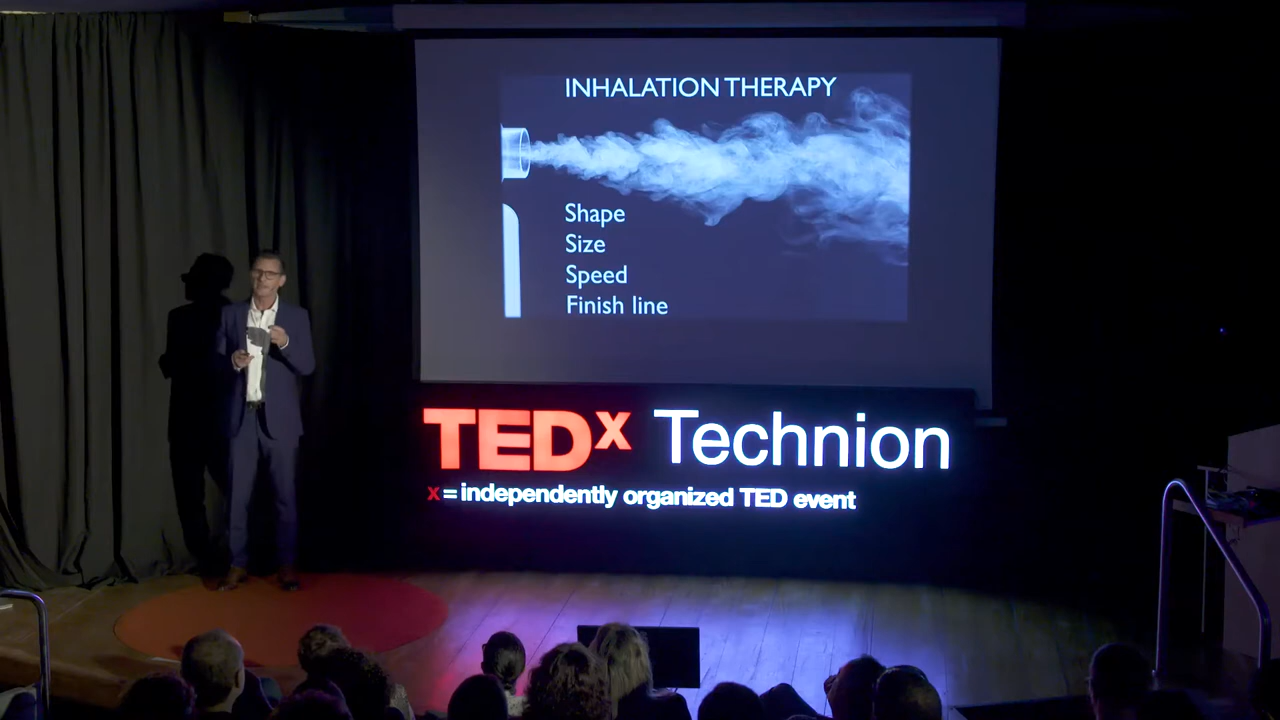 INHALATION THERAPY
Shape
Size
Speed
Finish line
TEDx Technion
x = independently organized TED event